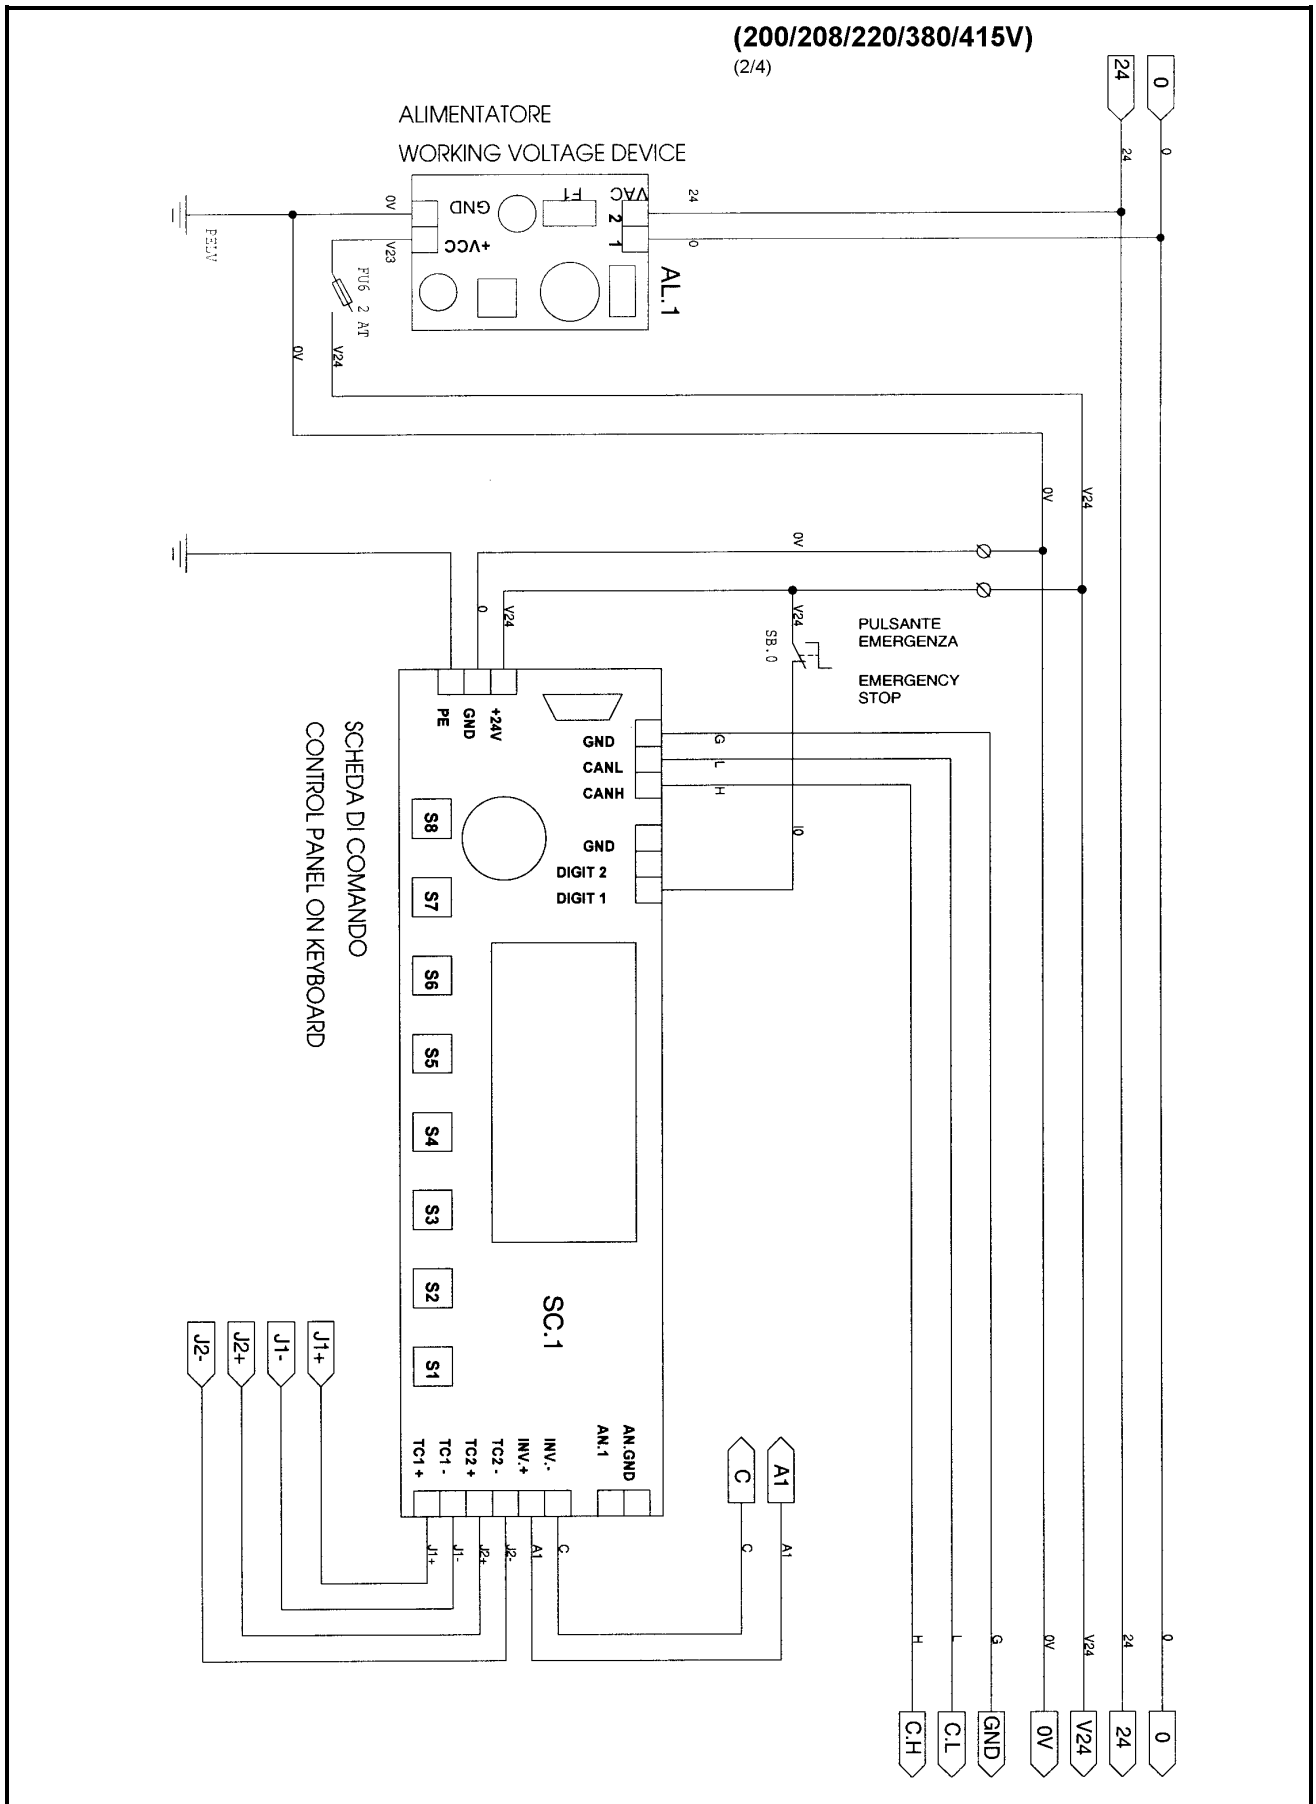 (200/208/220/380/415V)
(2/4)
24
0
24
0
ALIMENTATORE
WORKING VOLTAGE DEVICE
0V
GND
F1
VAC
2
24
PELV
V23
+VCC
1
0
AL.1
FU6 2 AT
0V
V24
0V
V24
0V
0
V24
V24
SB.0
PULSANTE
EMERGENZA
EMERGENCY
STOP
PE
GND
+24V
GND
CANL
CANH
G
L
H
GND
DIGIT 2
DIGIT 1
I0
SCHEDA DI COMANDO
CONTROL PANEL ON KEYBOARD
S8
S7
S6
S5
S4
S3
S2
S1
SC.1
J2-
J2+
J1-
J1+
TC1 +
TC1 -
TC2 +
TC2 -
INV.+
INV.-
AN.1
AN.GND
C
A1
J1+
J1-
J2+
J2-
A1
C
C
A1
H
L
G
0V
V24
24
0
C.H
C.L
GND
0V
V24
24
0